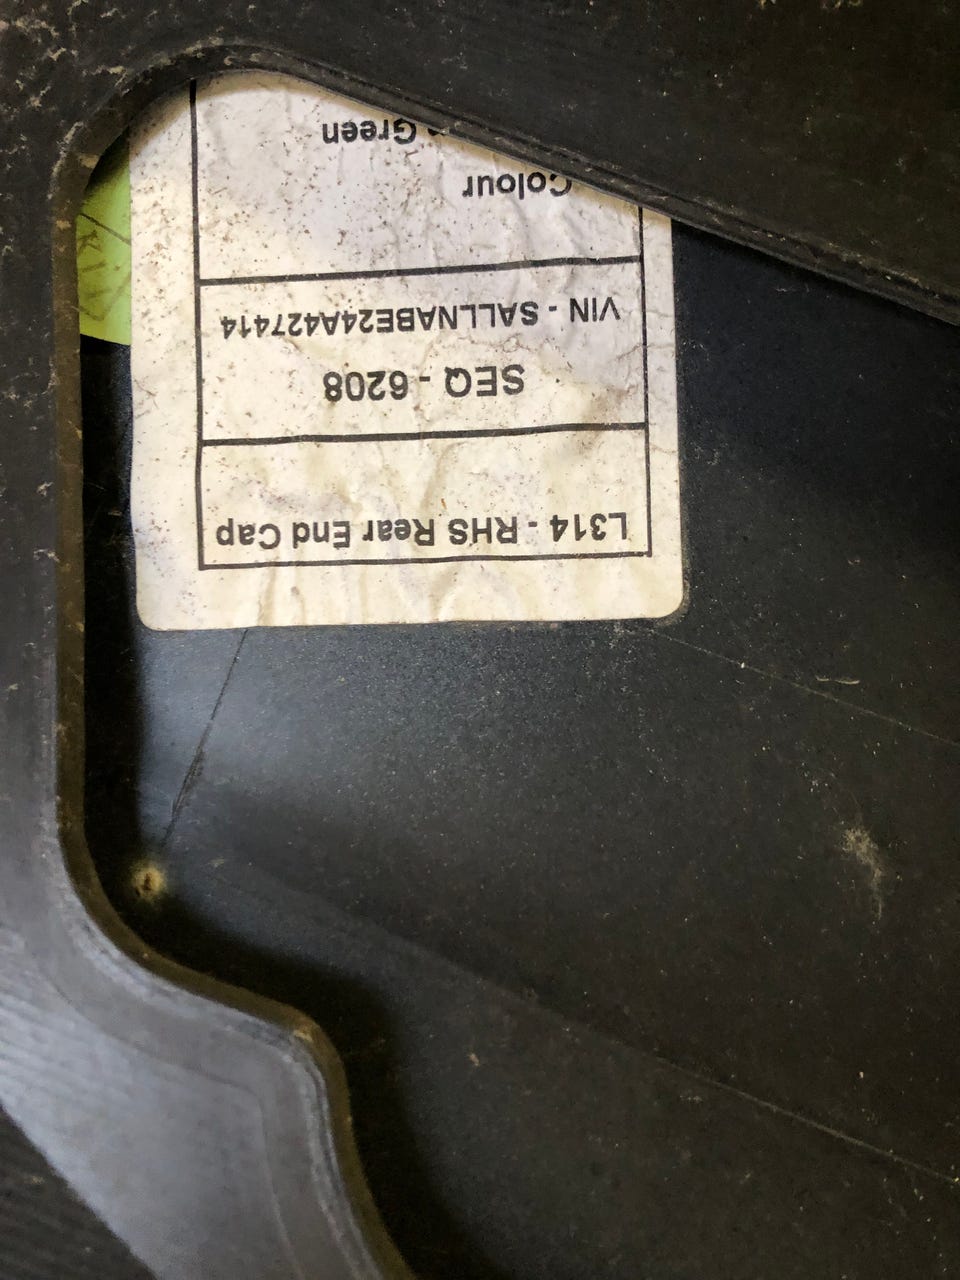 L314 - RHS Rear End Cap
SEQ - 6208
VIN - SALLNABE24A427414
Colour
Green